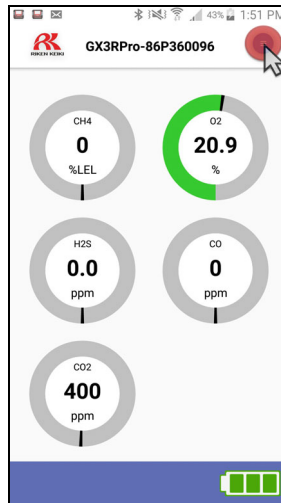 43% 1:51 PM
RIKEN KEIKI
GX3RPro-86P360096
CH4
0
%LEL
O2
20.9
%
H2S
0.0
ppm
CO
0
ppm
CO2
400
ppm